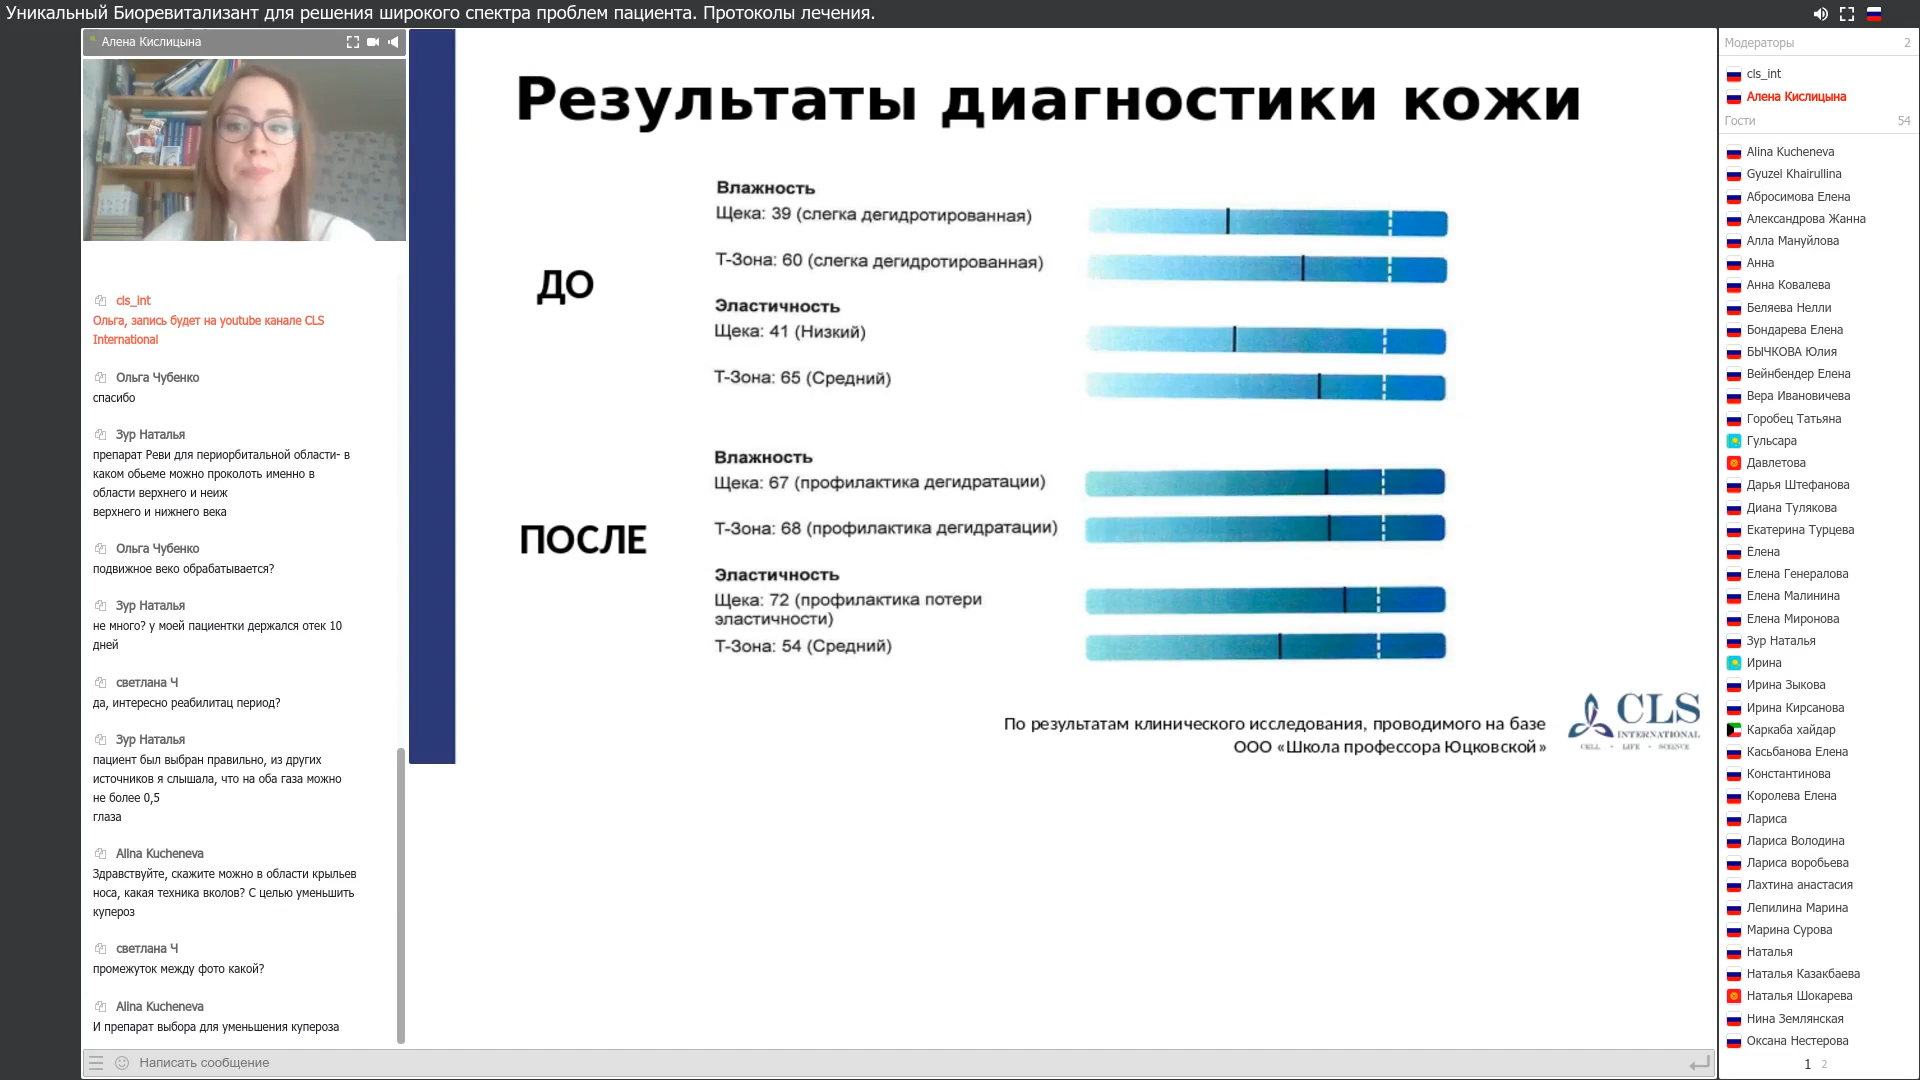 Уникальный Биоревитализант для решения широкого спектра проблем пациента. Протоколы лечения.
Алена Кислицына
cls_int
Ольга, запись будет на youtube канале CLS
International
Ольга Чубенко
спасибо
Зур Наталья
препарат Реви для периорбитальной области- в
каком обьеме можно проколоть именно в
области верхнего и неиж
верхнего и нижнего века
Ольга Чубенко
подвижное веко обрабатывается?
Зур Наталья
не много? у моей пациентки держался отек 10
дней
светлана Ч
да, интересно реабилитац период?
Зур Наталья
пациент был выбран правильно, из других
источников я слышала, что на оба газа можно
не более 0,5
глаза
Alina Kucheneva
Здравствуйте, скажите можно в области крыльев
носа, какая техника вколов? С целью уменьшить
купероз
светлана Ч
промежуток между фото какой?
Alina Kucheneva
И препарат выбора для уменьшения купероза
Написать сообщение
Результаты диагностики кожи
ДО
Влажность
Щека: 39 (слегка дегидротированная)
Т-Зона: 60 (слегка дегидротированная)
Эластичность
Щека: 41 (Низкий)
Т-Зона: 65 (Средний)
ПОСЛЕ
Влажность
Щека: 67 (профилактика дегидратации)
Т-Зона: 68 (профилактика дегидратации)
Эластичность
Щека: 72 (профилактика потери
эластичности)
Т-Зона: 54 (Средний)
По результатам клинического исследования, проводимого на базе
ООО «Школа профессора Юцковской»
CLS
INTERNATIONAL
CELL • LIFE • SCIENCE
Модераторы 2
cls_int
Алена Кислицына
Гости 54
Alina Kucheneva
Gyuzel Khairullina
Абросимова Елена
Александрова Жанна
Алла Мануйлова
Анна
Анна Ковалева
Беляева Нелли
Бондарева Елена
БЫЧКОВА Юлия
Вейнбендер Елена
Вера Ивановичева
Горобец Татьяна
Гульсара
Давлетова
Дарья Штефанова
Диана Тулякова
Екатерина Турцева
Елена
Елена Генералова
Елена Малинина
Елена Миронова
Зур Наталья
Ирина
Ирина Зыкова
Ирина Кирсанова
Каркаба хайдар
Касьбанова Елена
Константинова
Королева Елена
Лариса
Лариса Володина
Лариса воробьева
Лахтина анастасия
Лепилина Марина
Марина Сурова
Наталья
Наталья Казакбаева
Наталья Шокарева
Нина Землянская
Оксана Нестерова
1 2